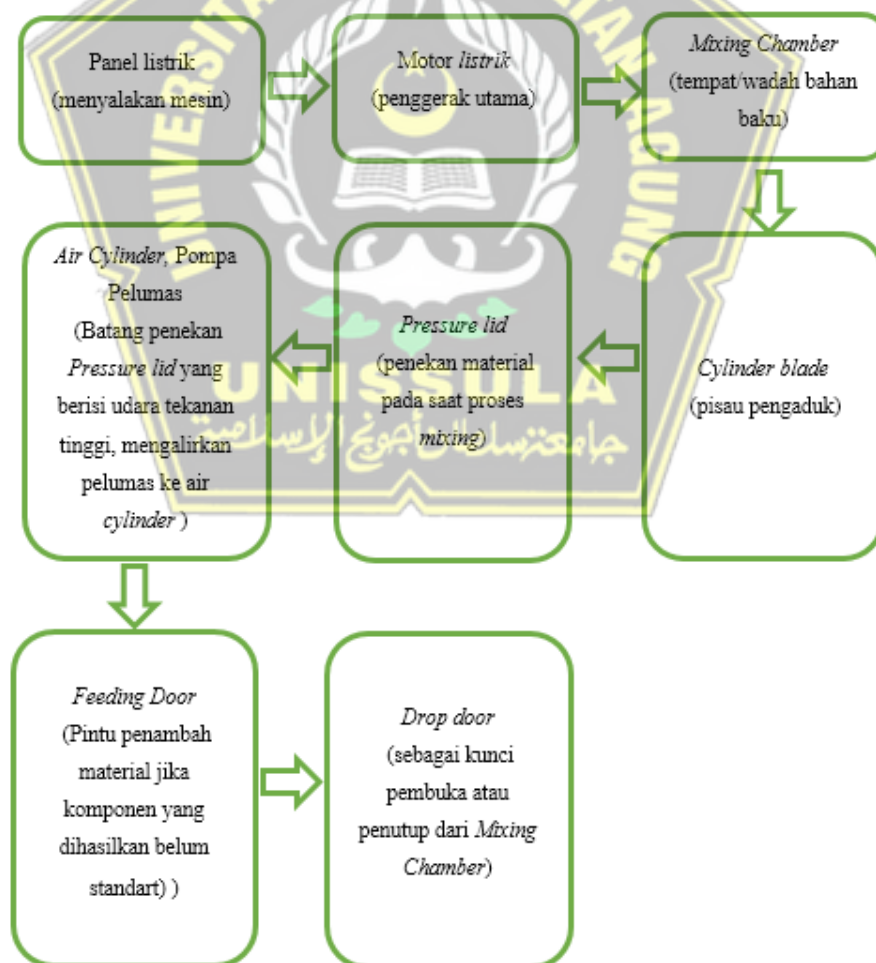 Panel listrik
(menyalakan mesin)
Motor listrik
(penggerak utama)
Mixing Chamber
(tempat/wadah bahan
baku)
Cylinder blade
(pisau pengaduk)
Pressure lid
(penekan material
pada saat proses
mixing)
Air Cylinder, Pompa
Pelumas
(Batang penekan
Pressure lid yang
berisi udara tekanan
tinggi, mengalirkan
pelumas ke air
cylinder )
Feeding Door
(Pintu penambah
material jika
komponen yang
dihasilkan belum
standart) )
Drop door
(sebagai kunci
pembuka atau
penutup dari Mixing
Chamber)
UNISSULA